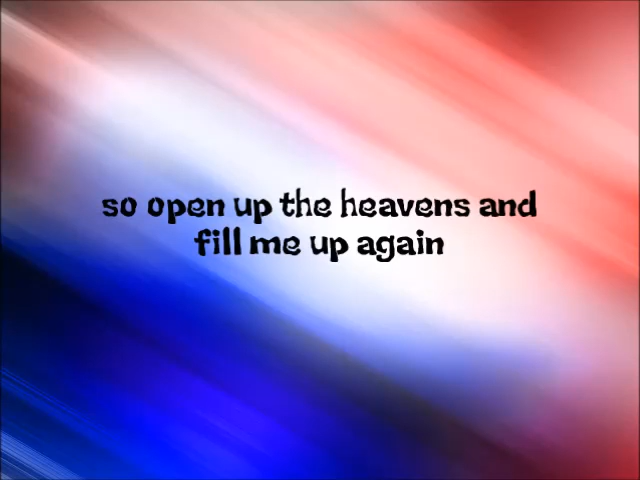 so open up the heavens and
fill me up again